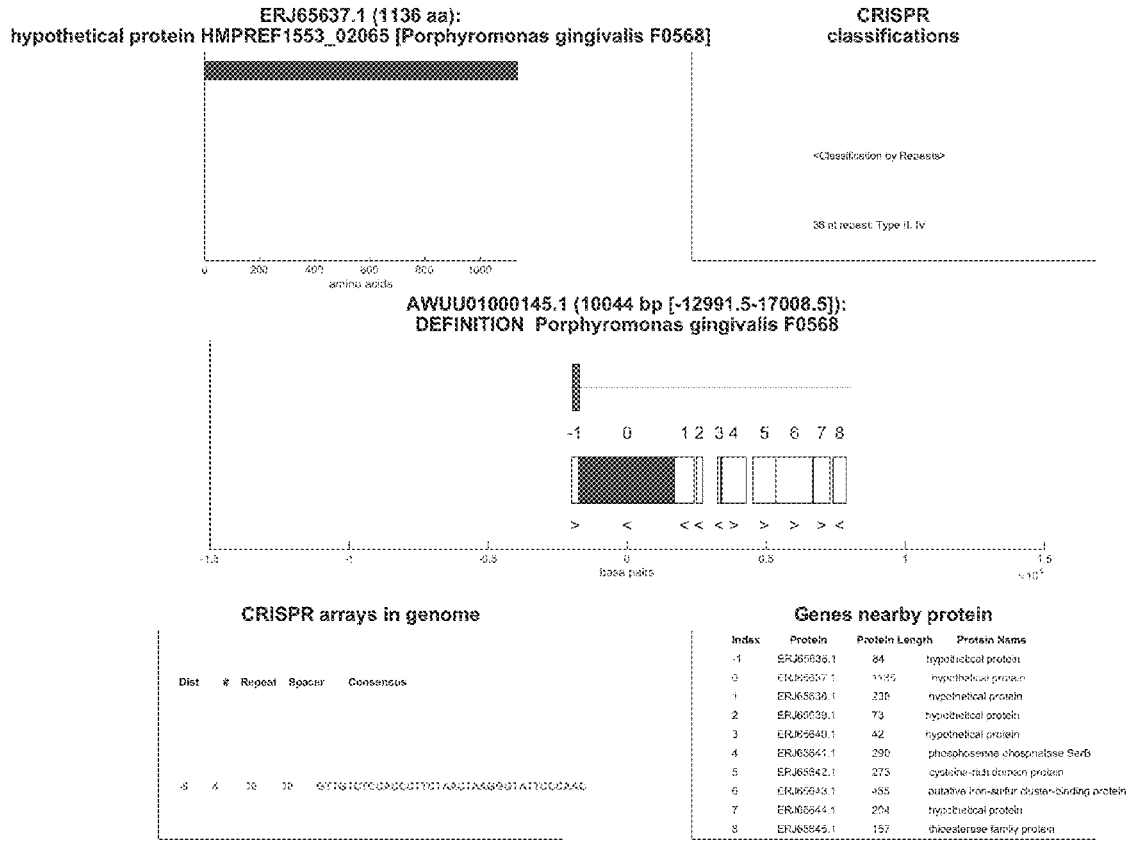 ERJ65637.1 (1136 aa):
hypothetical protein HMPREF1553_02065 [Porphyromonas gingivalis F0568]
0 200 400 600 800 1000
amino acids
CRISPR
classifications
<Classification by Repeats>
nt repeat: Type II, IV
AWUU01000145.1 (10044 bp [-12991.5-17008.5]):
DEFINITION Porphyromonas gingivalis F0568
-1 0 1 2 3 4 5 6 7 8
> < < < < > > > > <
-1.5 -1 -0.5 0 0.5 1 1.5
base pairs
CRISPR arrays in genome
Dist # Repeat Spacer Consensus
Genes nearby protein
Index Protein Protein Length Protein Name
-1 ERJ65636.1 84 hypothetical protein
0 ERJ65637.1 hypothetical protein
1 ERJ65638.1 hypothetical protein
2 ERJ65639.1 73 hypothetical protein
3 ERJ65640.1 42 hypothetical protein
4 ERJ65641.1 290 phosphoserine phosphatase SerB
5 ERJ65642.1 273 cysteine-rich domain protein
6 ERJ65643.1 455 putative iron-sulfur cluster-binding protein
7 ERJ65644.1 204 hypothetical protein
8 ERJ65645.1 157 thioesterase family protein